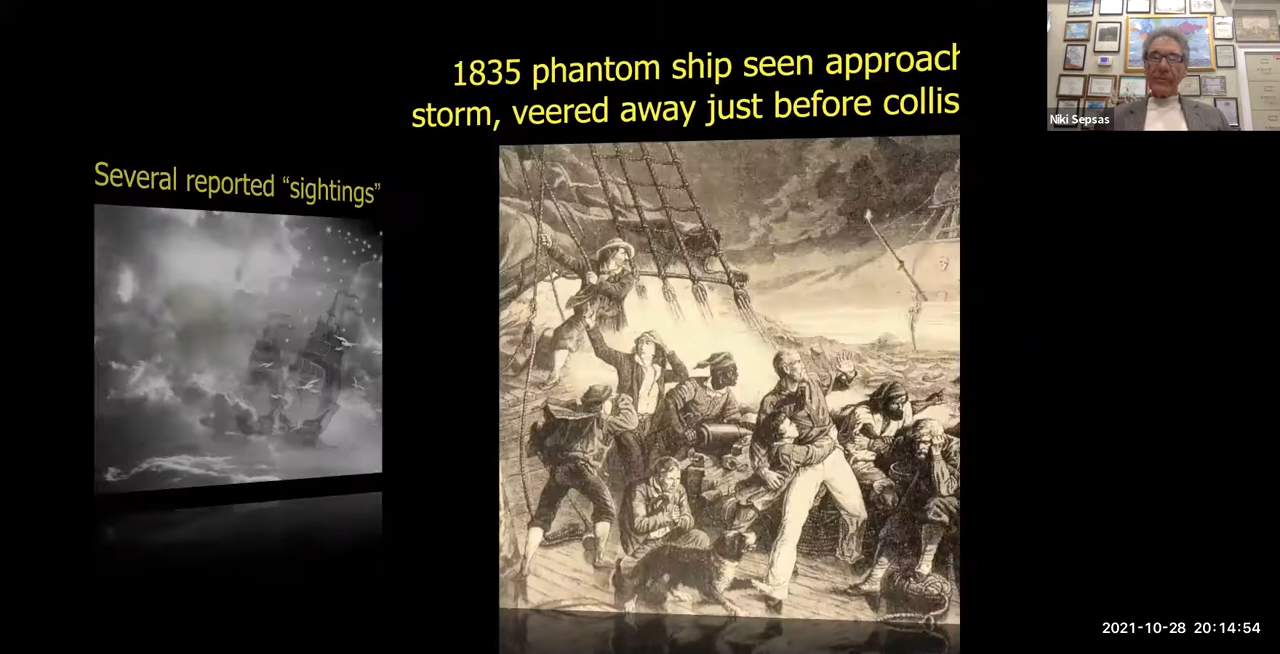 1835 phantom ship seen approach
storm, veered away just before collis
Several reported “sightings”
Niki Sepsas
2021-10-28 20:14:54